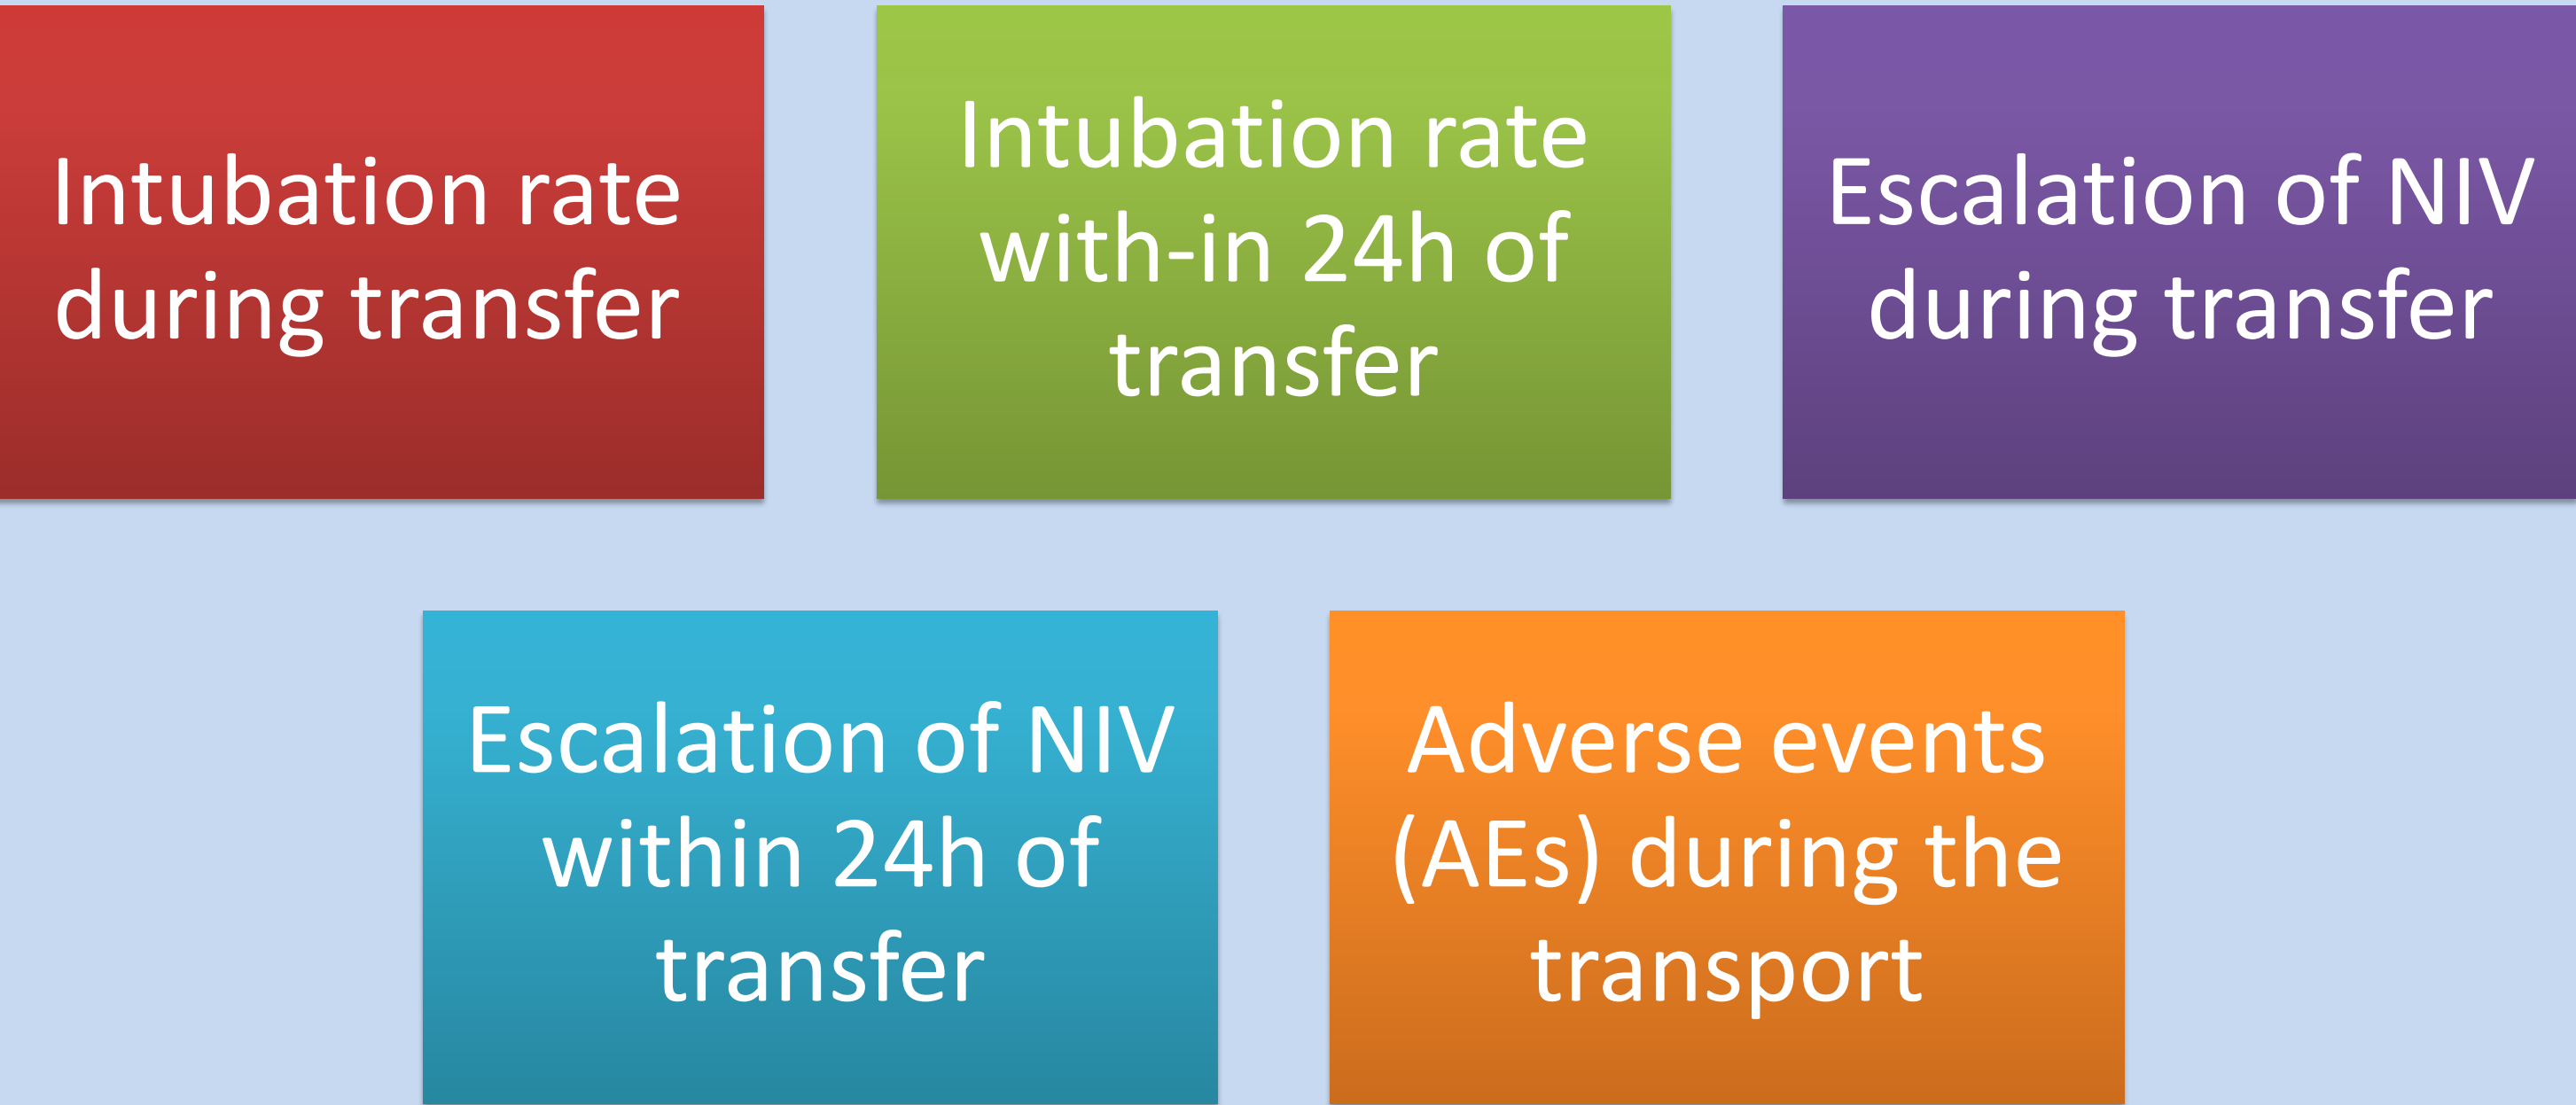 Intubation rate
during transfer
Intubation rate
with-in 24h of
transfer
Escalation of NIV
during transfer
Escalation of NIV
within 24h of
transfer
Adverse events
(AEs) during the
transport